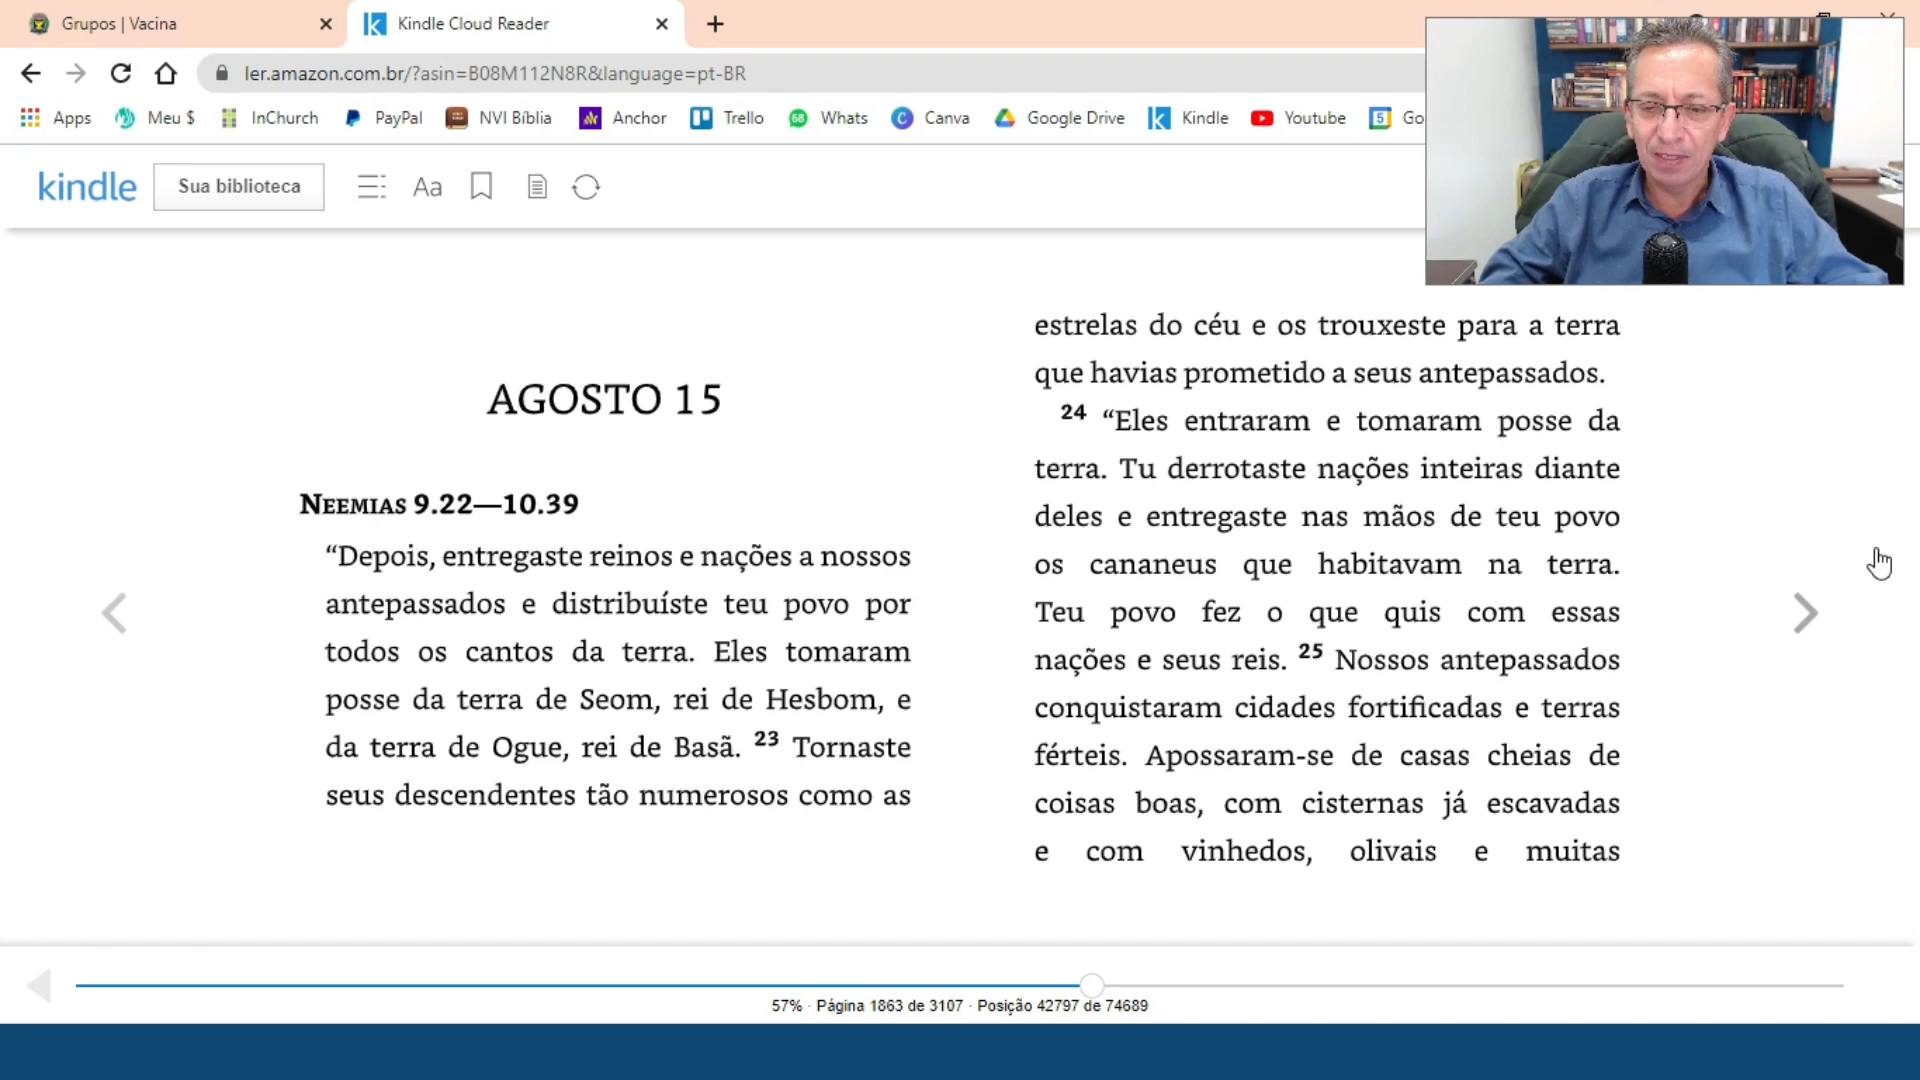 Grupos | Vacina
Kindle Cloud Reader
ler.amazon.com.br/?asin=B08M112N8R&language=pt-BR
Apps Meu $ InChurch PayPal NVI Bíblia Anchor Trello 68 Whats C Canva Google Drive Kindle Youtube 5 Go
kindle Sua biblioteca Aa
AGOSTO 15
NEEMIAS 9.22—10.39
“Depois, entregaste reinos e nações a nossos
antepassados e distribuíste teu povo por
todos os cantos da terra. Eles tomaram
posse da terra de Seom, rei de Hesbom, e
da terra de Ogue, rei de Basã. 23 Tornaste
seus descendentes tão numerosos como as
estrelas do céu e os trouxeste para a terra
que havias prometido a seus antepassados.
24 “Eles entraram e tomaram posse da
terra. Tu derrotaste nações inteiras diante
deles e entregaste nas mãos de teu povo
os cananeus que habitavam na terra.
Teu povo fez o que quis com essas
nações e seus reis. 25 Nossos antepassados
conquistaram cidades fortificadas e terras
férteis. Apossaram-se de casas cheias de
coisas boas, com cisternas já escavadas
e com vinhedos, olivais e muitas
57% · Página 1863 de 3107 · Posição 42797 de 74689